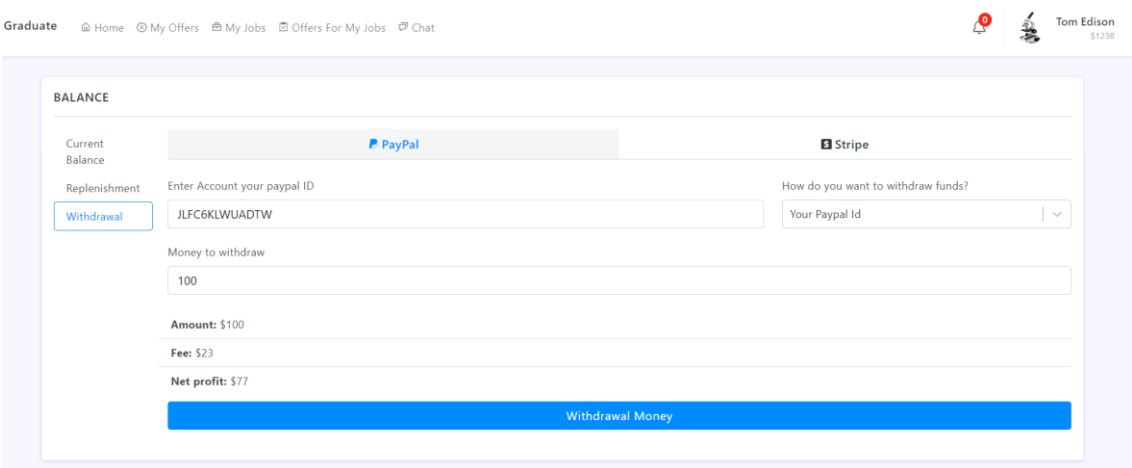 Graduate Home My Offers My Jobs Offers For My Jobs Chat 0 Tom Edison
$1238
BALANCE
Current
Balance
Replenishment
Withdrawal
PayPal Stripe
Enter Account your paypal ID How do you want to withdraw funds?
JLFC6KLWUADTW Your Paypal Id
Money to withdraw
100
Amount: $100
Fee: $23
Net profit: $77
Withdrawal Money